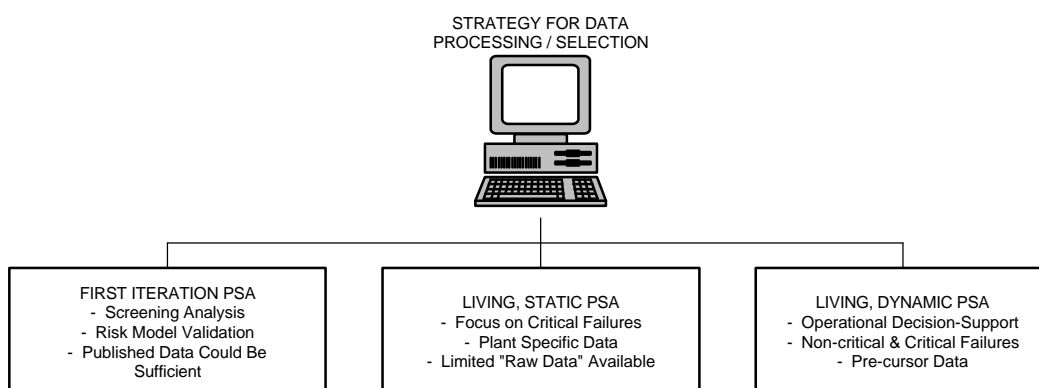 STRATEGY FOR DATA
PROCESSING / SELECTION
FIRST ITERATION PSA
- Screening Analysis
- Risk Model Validation
- Published Data Could Be
Sufficient
LIVING, STATIC PSA
- Focus on Critical Failures
- Plant Specific Data
- Limited "Raw Data" Available
LIVING, DYNAMIC PSA
- Operational Decision-Support
- Non-critical & Critical Failures
- Pre-cursor Data